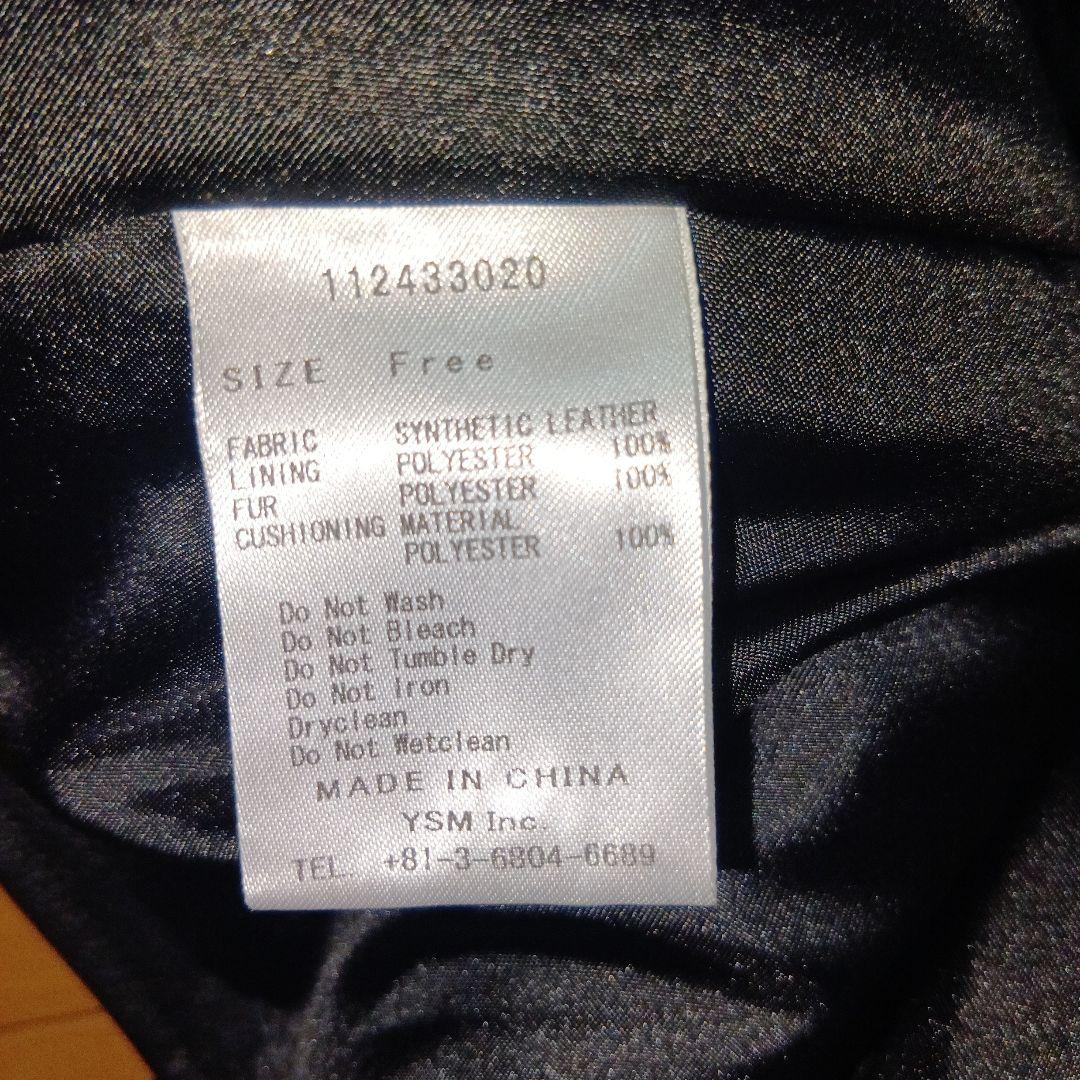 112433020
SIZE Free
FABRIC SYNTHETIC LEATHER
LINING POLYESTER 100%
FUR POLYESTER 100%
CUSHIONING MATERIAL
POLYESTER 100%
Do Not Wash
Do Not Bleach
Do Not Tumble Dry
Do Not Iron
Dryclean
Do Not Wetclean
MADE IN CHINA
YSM Inc.
TEL. +81-3-6804-6689